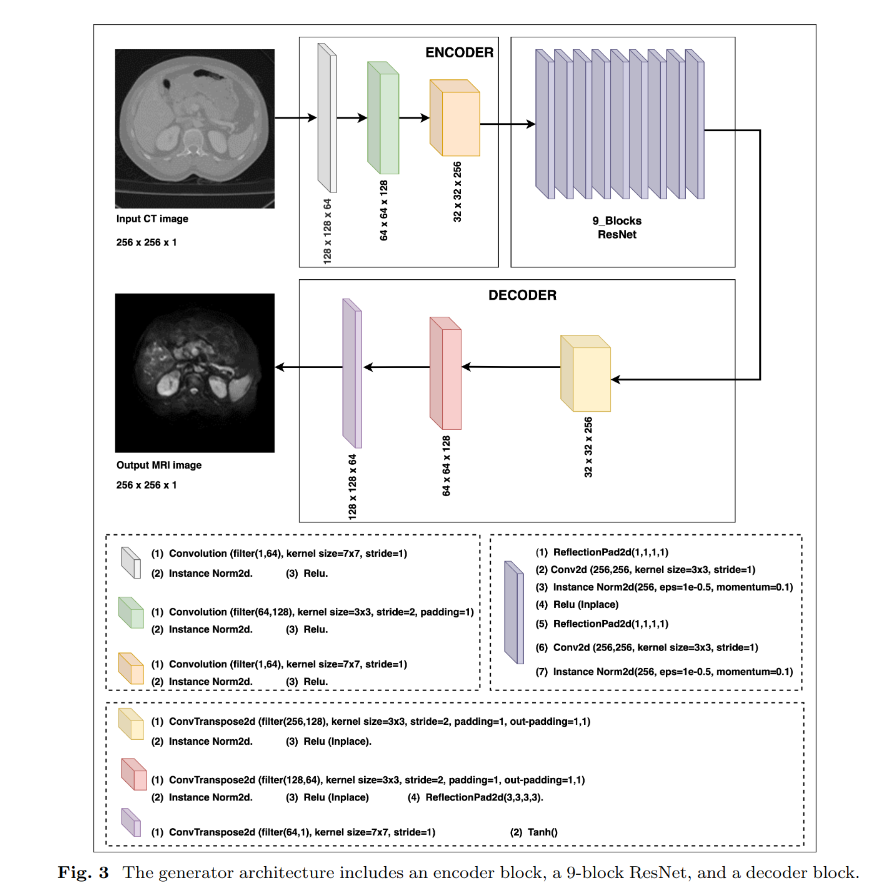 ENCODER
128 x 128 x 64
64 x 64 x 128
32 x 32 x 256
9_Blocks
ResNet
Input CT image
256 x 256 x 1
DECODER
128 x 128 x 64
64 x 64 x 128
32 x 32 x 256
Output MRI image
256 x 256 x 1
(1) Convolution (filter(1,64), kernel size=7x7, stride=1)
(2) Instance Norm2d. (3) Relu.
(1) Convolution (filter(64,128), kernel size=3x3, stride=2, padding=1)
(2) Instance Norm2d. (3) Relu.
(1) Convolution (filter(1,64), kernel size=7x7, stride=1)
(2) Instance Norm2d. (3) Relu.
(1) ReflectionPad2d(1,1,1,1)
(2) Conv2d (256,256, kernel size=3x3, stride=1)
(3) Instance Norm2d(256, eps=1e-0.5, momentum=0.1)
(4) Relu (Inplace)
(5) ReflectionPad2d(1,1,1,1)
(6) Conv2d (256,256, kernel size=3x3, stride=1)
(7) Instance Norm2d(256, eps=1e-0.5, momentum=0.1)
(1) ConvTranspose2d (filter(256,128), kernel size=3x3, stride=2, padding=1, out-padding=1,1)
(2) Instance Norm2d. (3) Relu (Inplace).
(1) ConvTranspose2d (filter(128,64), kernel size=3x3, stride=2, padding=1, out-padding=1,1)
(2) Instance Norm2d. (3) Relu (Inplace) (4) ReflectionPad2d(3,3,3,3).
(1) ConvTranspose2d (filter(64,1), kernel size=7x7, stride=1) (2) Tanh()
Fig. 3 The generator architecture includes an encoder block, a 9-block ResNet, and a decoder block.